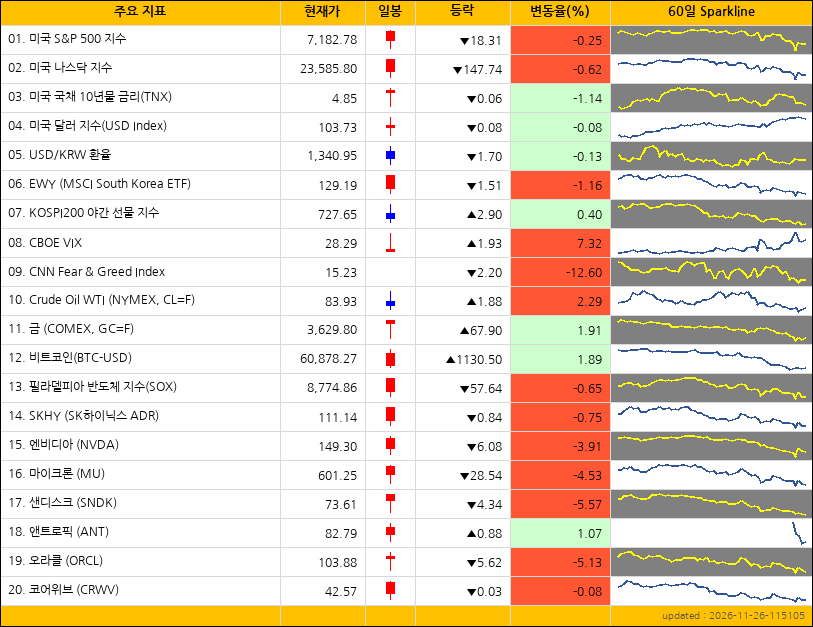 주요 지표 현재가 일봉 등락 변동율(%) 60일 Sparkline
01. 미국 S&P 500 지수 7,182.78 ▼18.31 -0.25
02. 미국 나스닥 지수 23,585.80 ▼147.74 -0.62
03. 미국 국채 10년물 금리(TNX) 4.85 ▼0.06 -1.14
04. 미국 달러 지수(USD Index) 103.73 ▼0.08 -0.08
05. USD/KRW 환율 1,340.95 ▼1.70 -0.13
06. EWY (MSCI South Korea ETF) 129.19 ▼1.51 -1.16
07. KOSPI200 야간 선물 지수 727.65 ▲2.90 0.40
08. CBOE VIX 28.29 ▲1.93 7.32
09. CNN Fear & Greed Index 15.23 ▼2.20 -12.60
10. Crude Oil WTI (NYMEX, CL=F) 83.93 ▲1.88 2.29
11. 금 (COMEX, GC=F) 3,629.80 ▲67.90 1.91
12. 비트코인(BTC-USD) 60,878.27 ▲1130.50 1.89
13. 필라델피아 반도체 지수(SOX) 8,774.86 ▼57.64 -0.65
14. SKHY (SK하이닉스 ADR) 111.14 ▼0.84 -0.75
15. 엔비디아 (NVDA) 149.30 ▼6.08 -3.91
16. 마이크론 (MU) 601.25 ▼28.54 -4.53
17. 샌디스크 (SNDK) 73.61 ▼4.34 -5.57
18. 앤트로픽 (ANT) 82.79 ▲0.88 1.07
19. 오라클 (ORCL) 103.88 ▼5.62 -5.13
20. 코어위브 (CRWV) 42.57 ▼0.03 -0.08
updated : 2026-11-26-115105